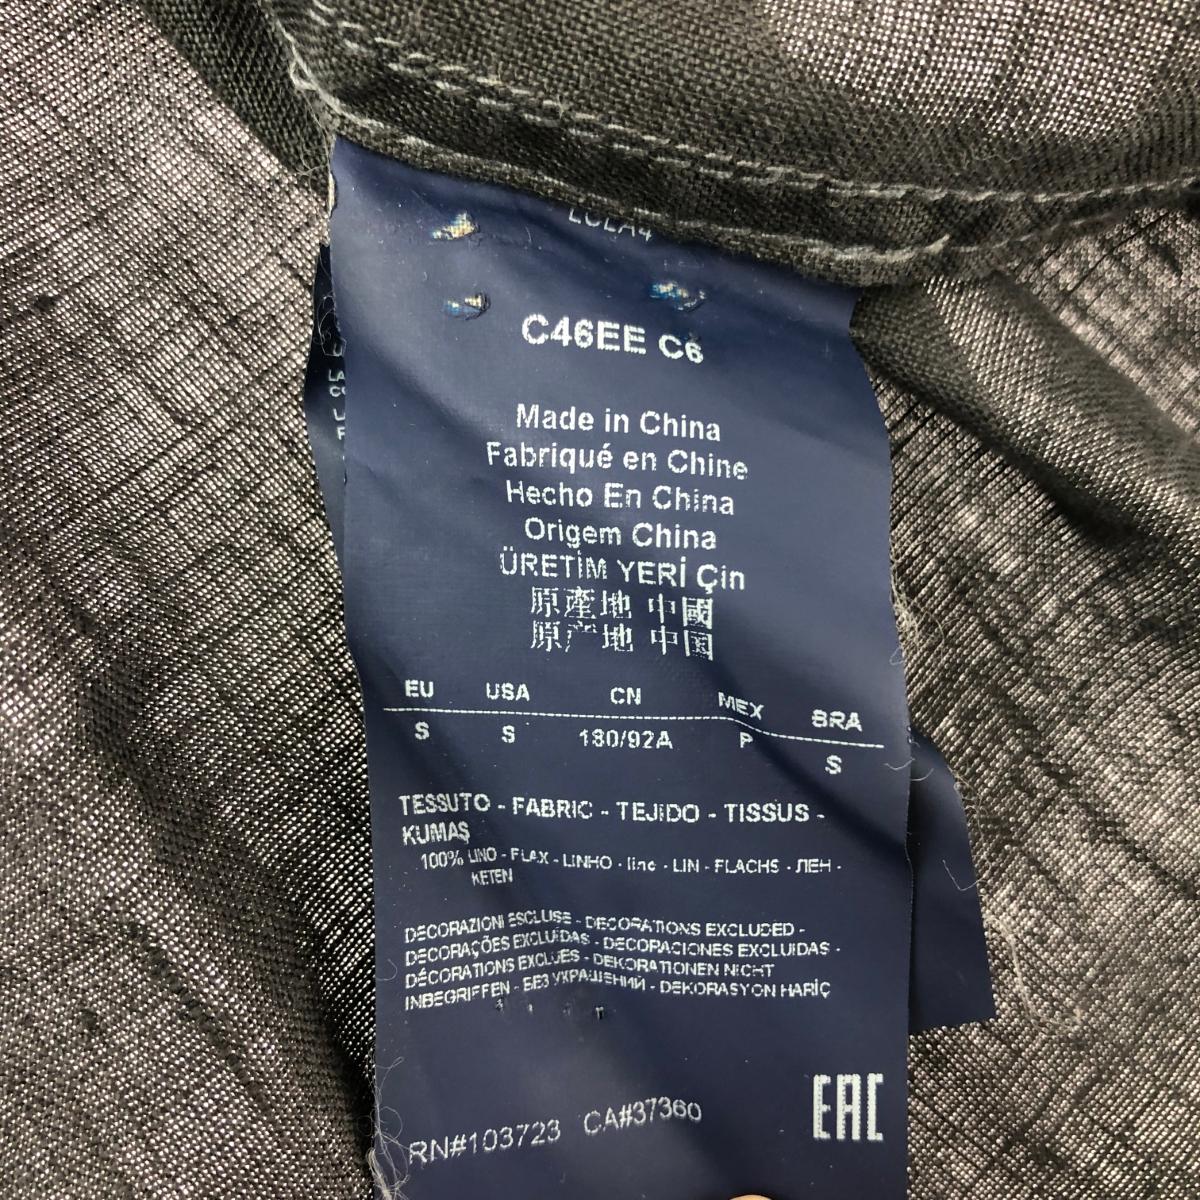 C46EE C6
Made in China
Fabriqué en Chine
Hecho En China
Origem China
ÜRETİM YERİ Çin
原產地 中國
原产地 中国
EU USA CN MEX BRA
S S 180/92A P S
TESSUTO - FABRIC - TEJIDO - TISSUS -
KUMAŞ
100% LINO - FLAX - LINHO - lino - LIN - FLACHS - ЛЕН -
KETEN
DECORAZIONI ESCLUSE - DECORATIONS EXCLUDED -
DECORAÇÕES EXCLUÍDAS - DECORACIONES EXCLUIDAS -
DÉCORATIONS EXCLUES - DEKORATIONEN NICHT
INBEGRIFFEN - БЕЗ УКРАШЕНИЙ - DEKORASYON HARİÇ
EAC
RN#103723 CA#37360